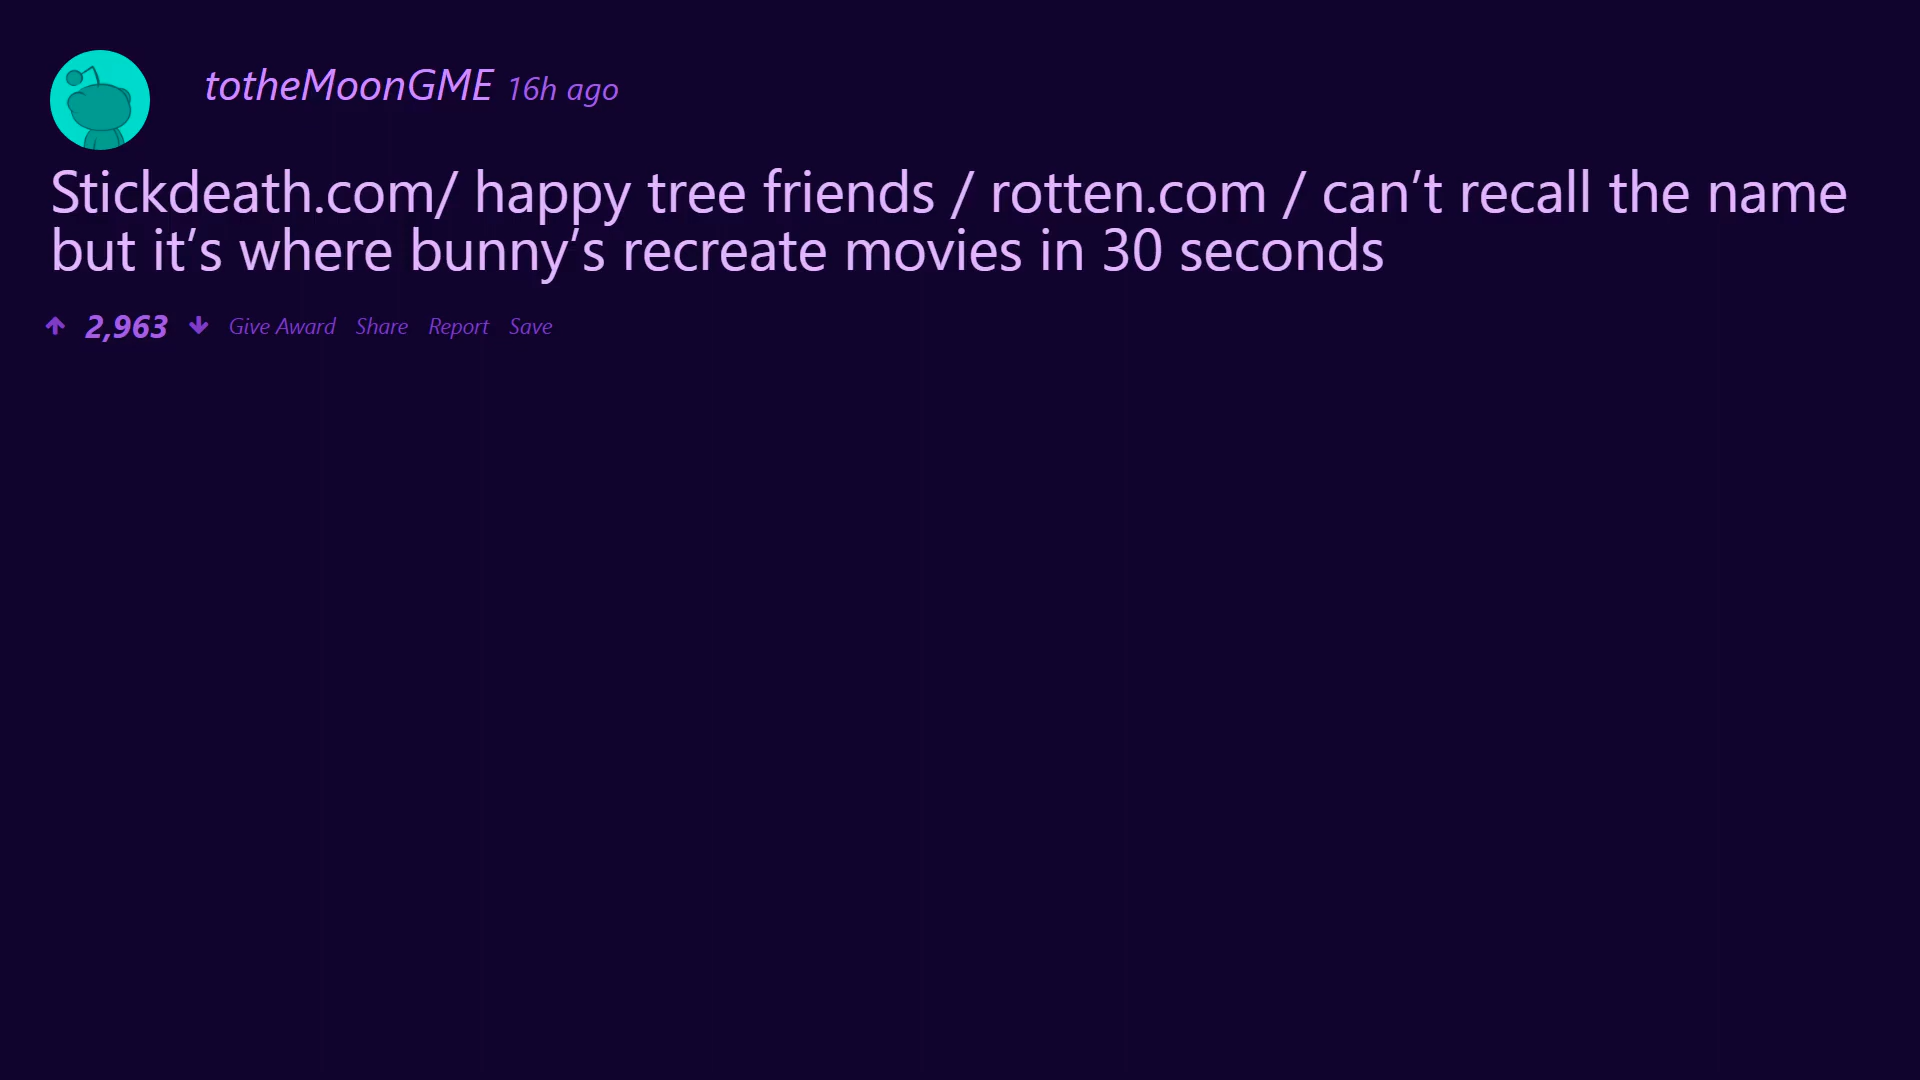 totheMoonGME 16h ago
Stickdeath.com/ happy tree friends / rotten.com / can’t recall the name
but it’s where bunny’s recreate movies in 30 seconds
2,963 Give Award Share Report Save